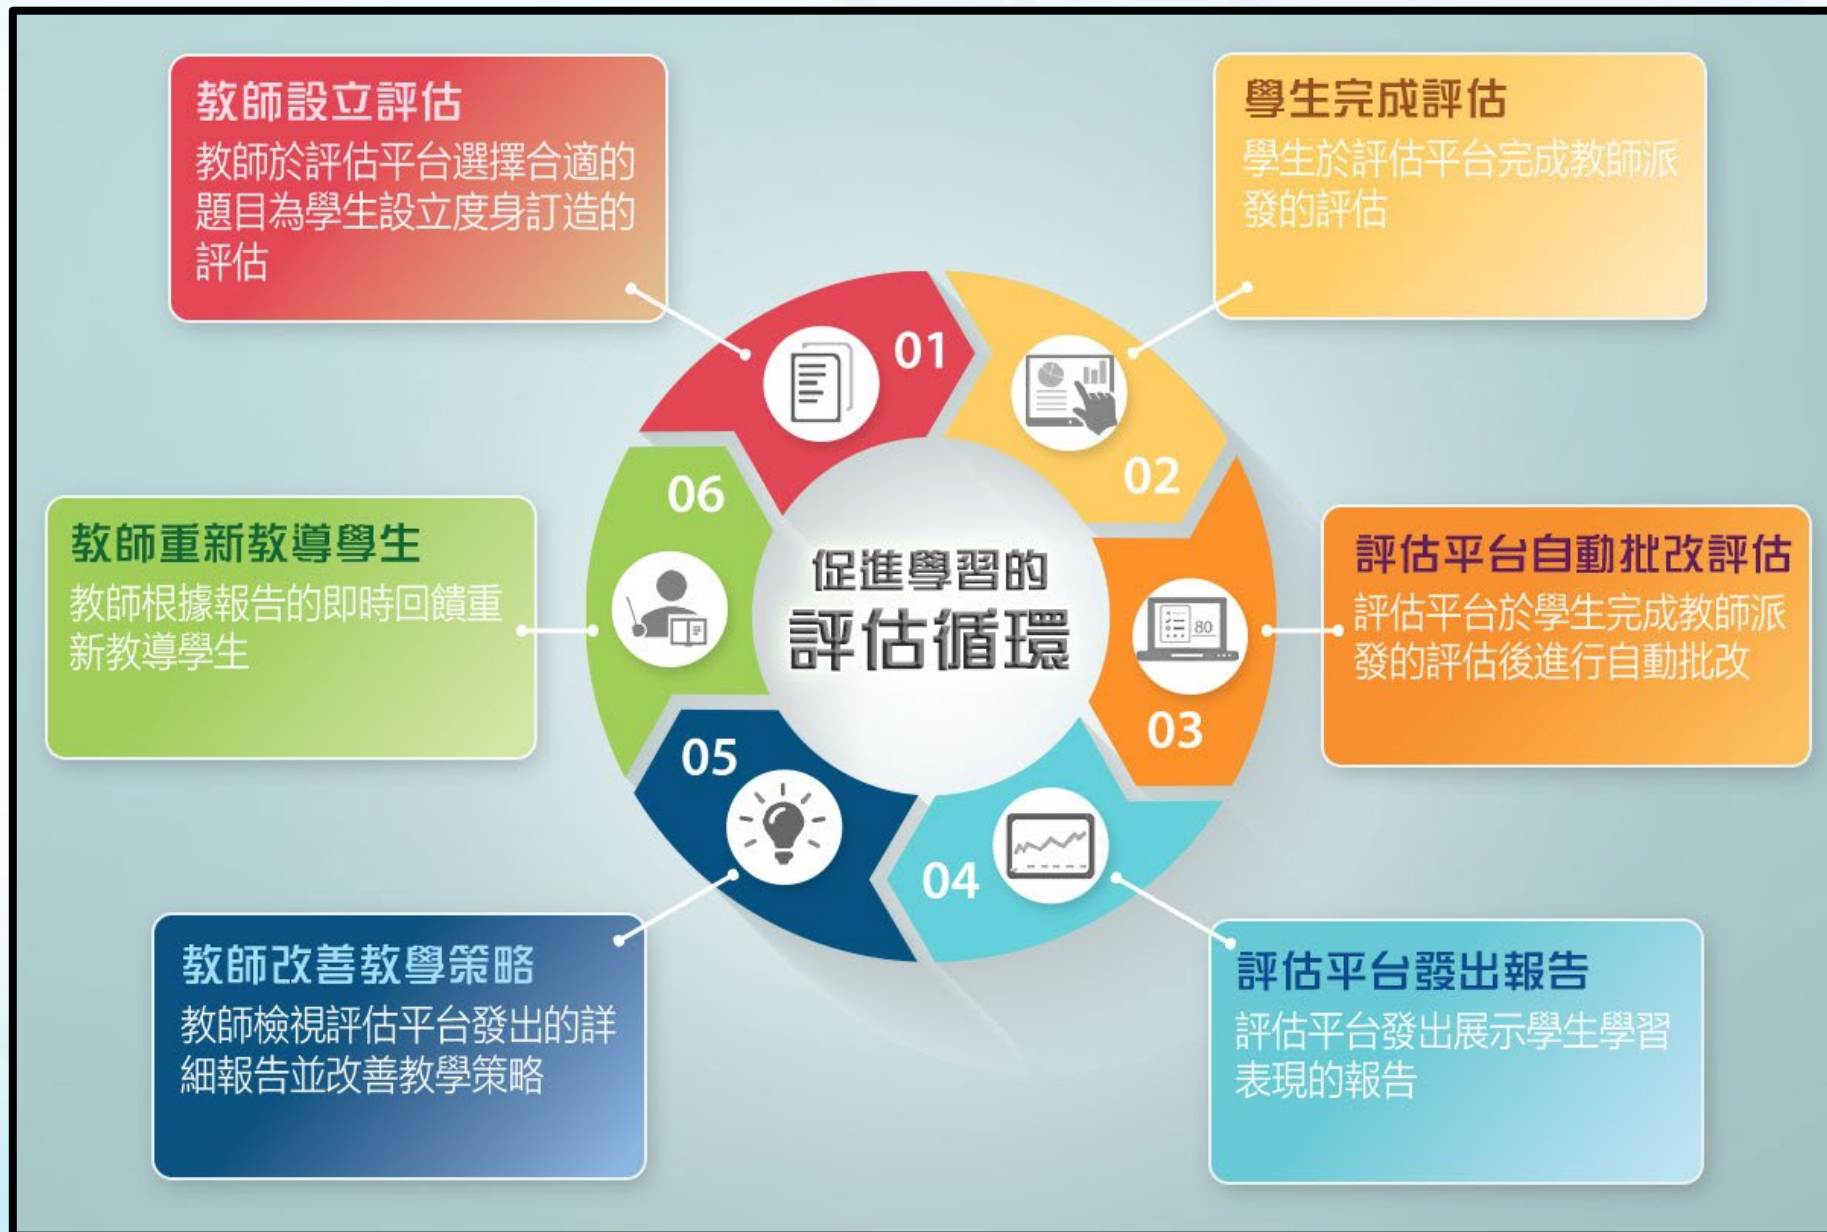 教師設立評估
教師於評估平台選擇合適的
題目為學生設立度身訂造的
評估
學生完成評估
學生於評估平台完成教師派
發的評估
01
02
06
促進學習的
評估循環
教師重新教導學生
教師根據報告的即時回饋重
新教導學生
評估平台自動批改評估
評估平台於學生完成教師派
發的評估後進行自動批改
80
03
05
04
教師改善教學策略
教師檢視評估平台發出的詳
細報告並改善教學策略
評估平台發出報告
評估平台發出展示學生學習
表現的報告